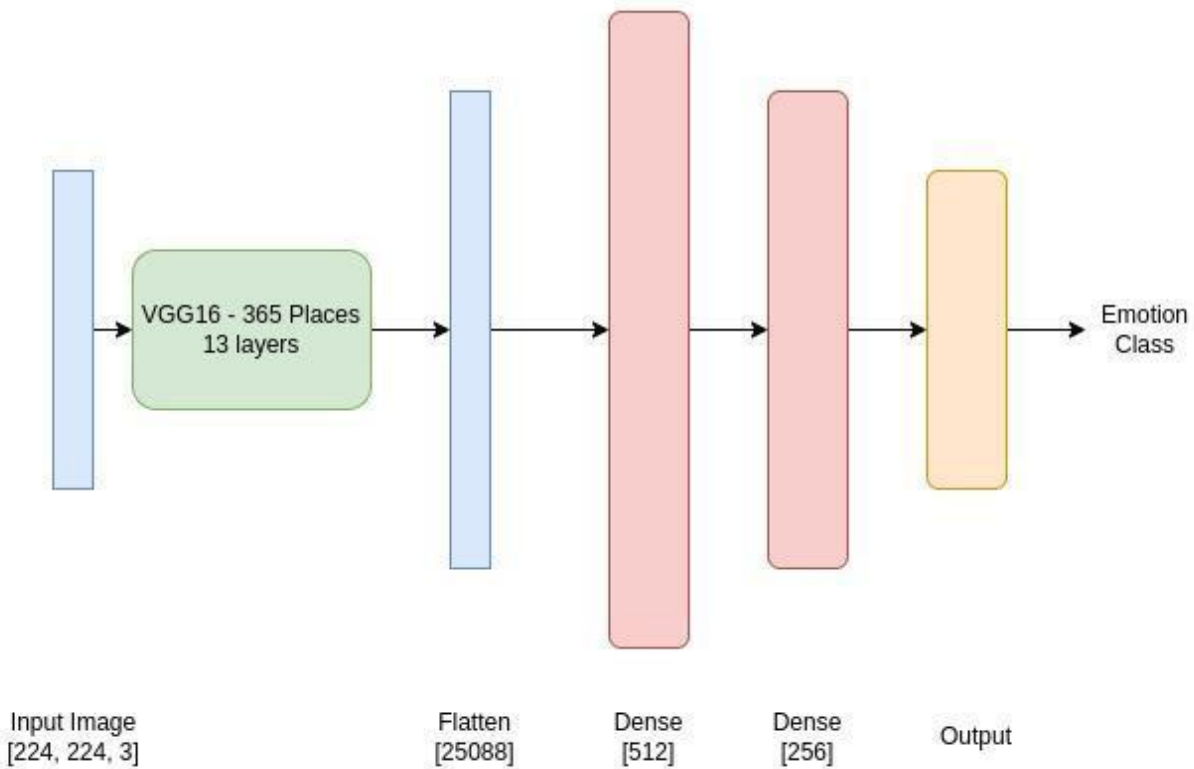 VGG16 - 365 Places
13 layers
Emotion
Class
Input Image
[224, 224, 3]
Flatten
[25088]
Dense
[512]
Dense
[256]
Output